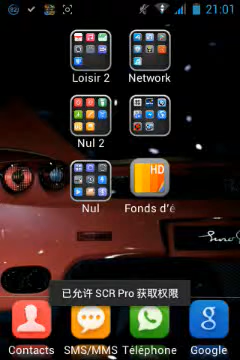 21:01
Loisir 2 Network
Nul 2
HD
Nul Fonds d'é
已允许 SCR Pro 获取权限
Contacts SMS/MMS Téléphone Google
g